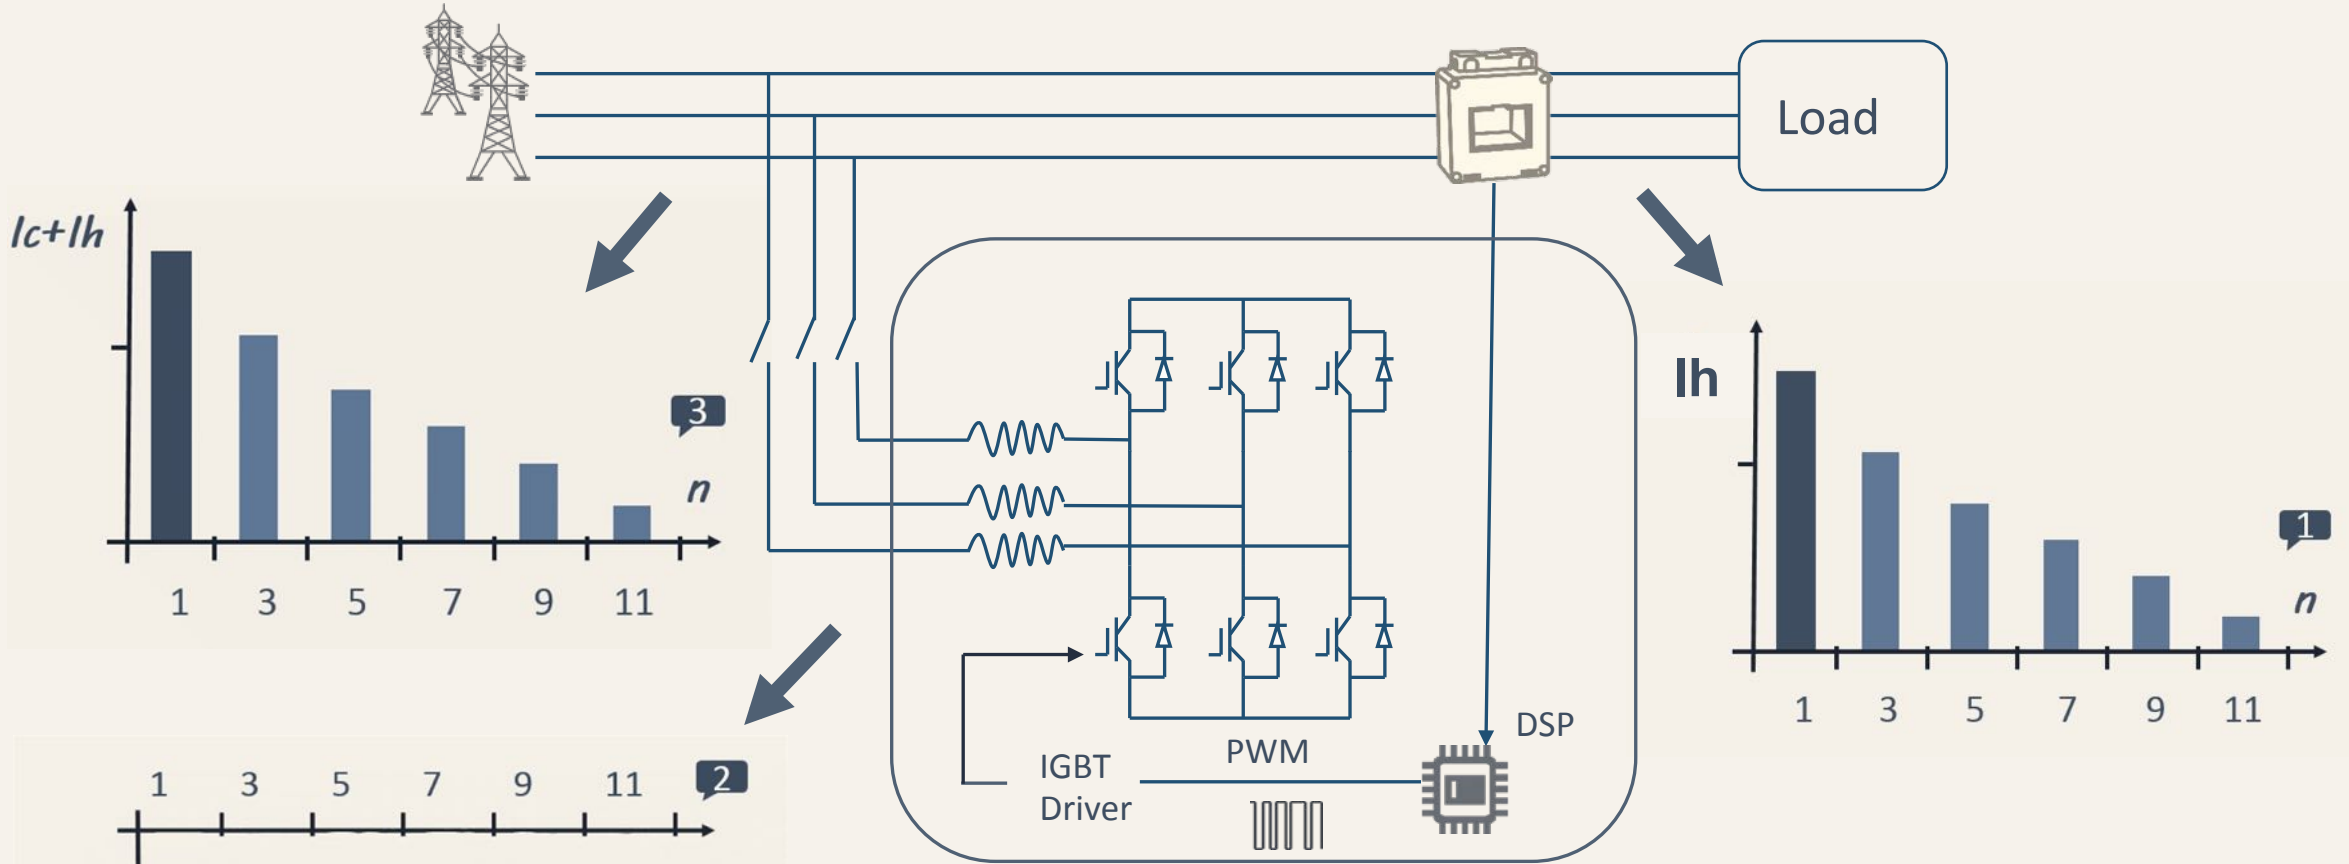 Load
Ic+Ih
3
n
1 3 5 7 9 11
Ih
1
n
1 3 5 7 9 11
DSP
PWM
IGBT
Driver
1 3 5 7 9 11
2